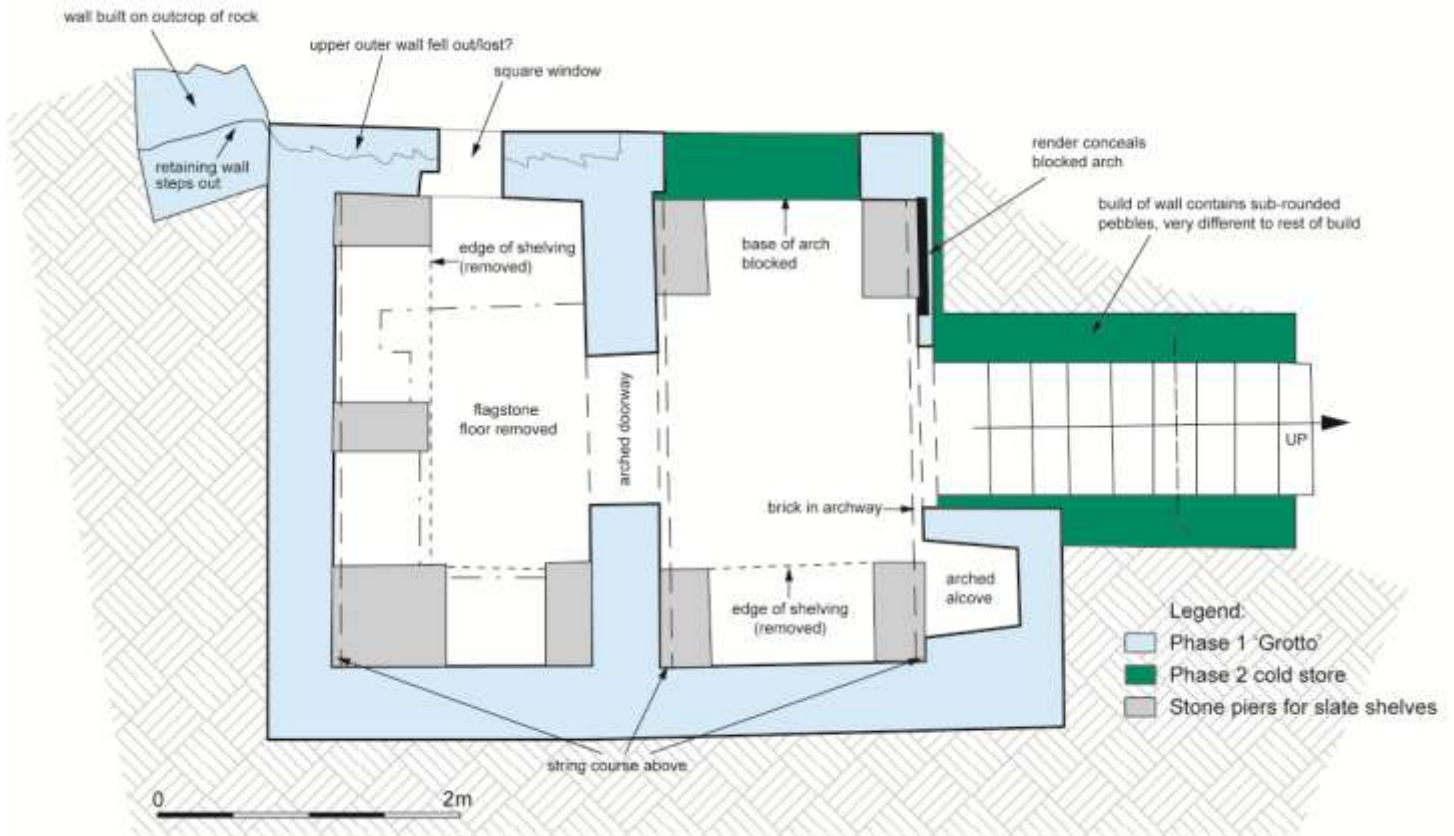 wall built on outcrop of rock
upper outer wall fell out/lost?
square window
retaining wall
steps out
render conceals
blocked arch
build of wall contains sub-rounded
pebbles, very different to rest of build
edge of shelving
(removed)
base of arch
blocked
flagstone
floor removed
arched doorway
UP
brick in archway
edge of shelving
(removed)
arched
alcove
string course above
Legend:
Phase 1 'Grotto'
Phase 2 cold store
Stone piers for slate shelves
0 2m